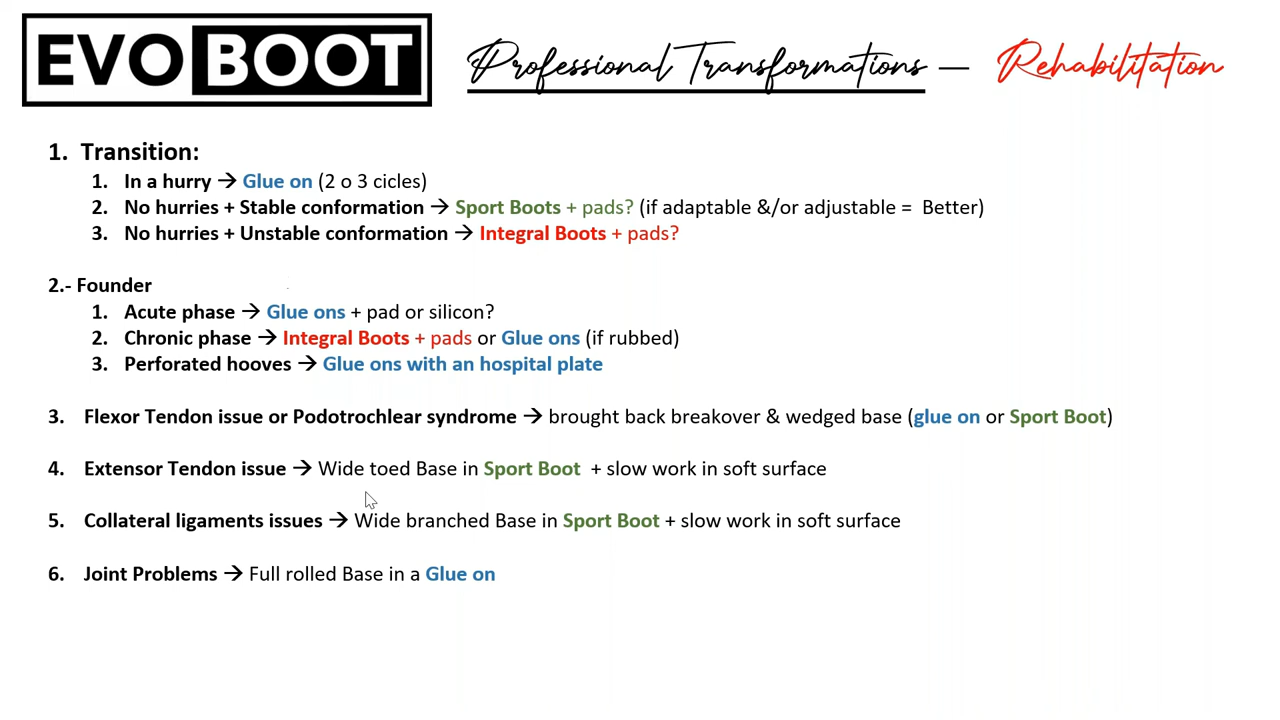 EVO BOOT Professional Transformations — Rehabilitation
1. Transition:
1. In a hurry → Glue on (2 o 3 cicles)
2. No hurries + Stable conformation → Sport Boots + pads? (if adaptable &/or adjustable = Better)
3. No hurries + Unstable conformation → Integral Boots + pads?
2.- Founder
1. Acute phase → Glue ons + pad or silicon?
2. Chronic phase → Integral Boots + pads or Glue ons (if rubbed)
3. Perforated hooves → Glue ons with an hospital plate
3. Flexor Tendon issue or Podotrochlear syndrome → brought back breakover & wedged base (glue on or Sport Boot)
4. Extensor Tendon issue → Wide toed Base in Sport Boot + slow work in soft surface
5. Collateral ligaments issues → Wide branched Base in Sport Boot + slow work in soft surface
6. Joint Problems → Full rolled Base in a Glue on